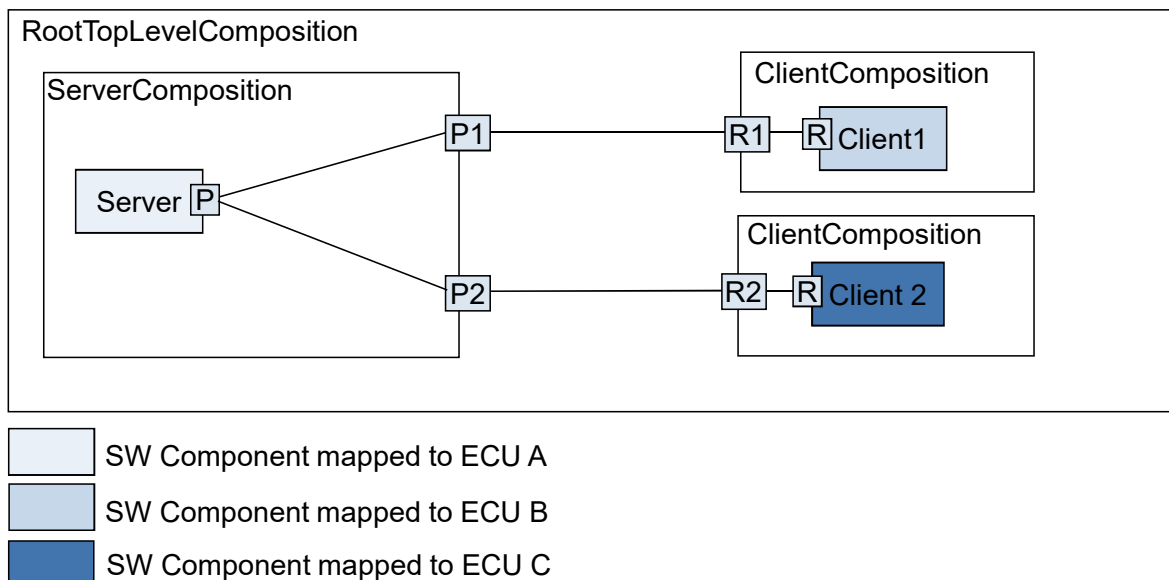 RootTopLevelComposition
ServerComposition
ClientComposition
P1
R1
R
Client1
Server
P
ClientComposition
P2
R2
R
Client 2
SW Component mapped to ECU A
SW Component mapped to ECU B
SW Component mapped to ECU C